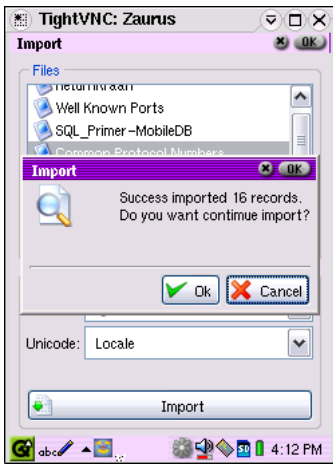 TightVNC: Zaurus
Import OK
Files
Well Known Ports
SQL_Primer-MobileDB
Common Protocol Numbers
Import OK
Success imported 16 records.
Do you want continue import?
Ok Cancel
Unicode: Locale
Import
abc 4:12 PM